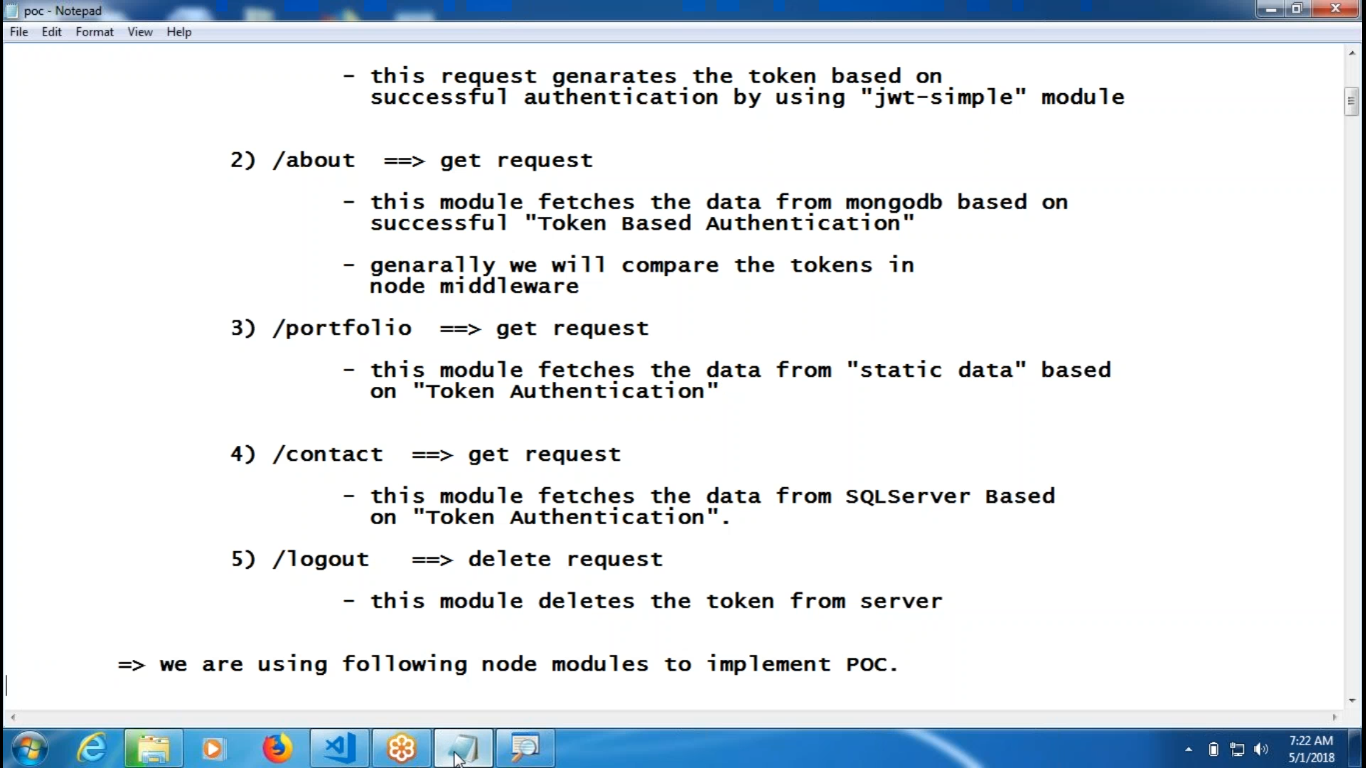 poc - Notepad
File Edit Format View Help
- this request genarates the token based on
successful authentication by using "jwt-simple" module
2) /about ==> get request
- this module fetches the data from mongodb based on
successful "Token Based Authentication"
- genarally we will compare the tokens in
node middleware
3) /portfolio ==> get request
- this module fetches the data from "static data" based
on "Token Authentication"
4) /contact ==> get request
- this module fetches the data from SQLServer Based
on "Token Authentication".
5) /logout ==> delete request
- this module deletes the token from server
=> we are using following node modules to implement POC.
7:22 AM
5/1/2018